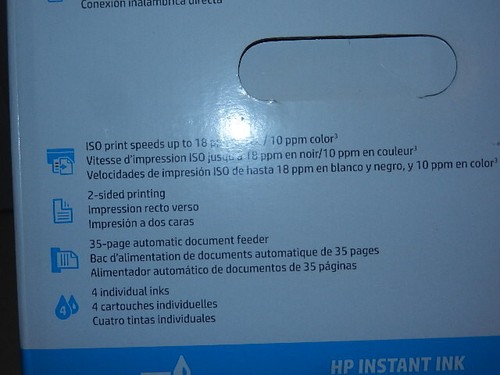 Conexión inalámbrica directa
ISO print speeds up to 18 / 10 ppm color³
Vitesse d'impression ISO jusqu'à 18 ppm en noir/10 ppm en couleur³
Velocidades de impresión ISO de hasta 18 ppm en blanco y negro, y 10 ppm en color³
2-sided printing
Impression recto verso
Impresión a dos caras
35-page automatic document feeder
Bac d'alimentation de documents automatique de 35 pages
Alimentador automático de documentos de 35 páginas
4
4 individual inks
4 cartouches individuelles
Cuatro tintas individuales
HP INSTANT INK